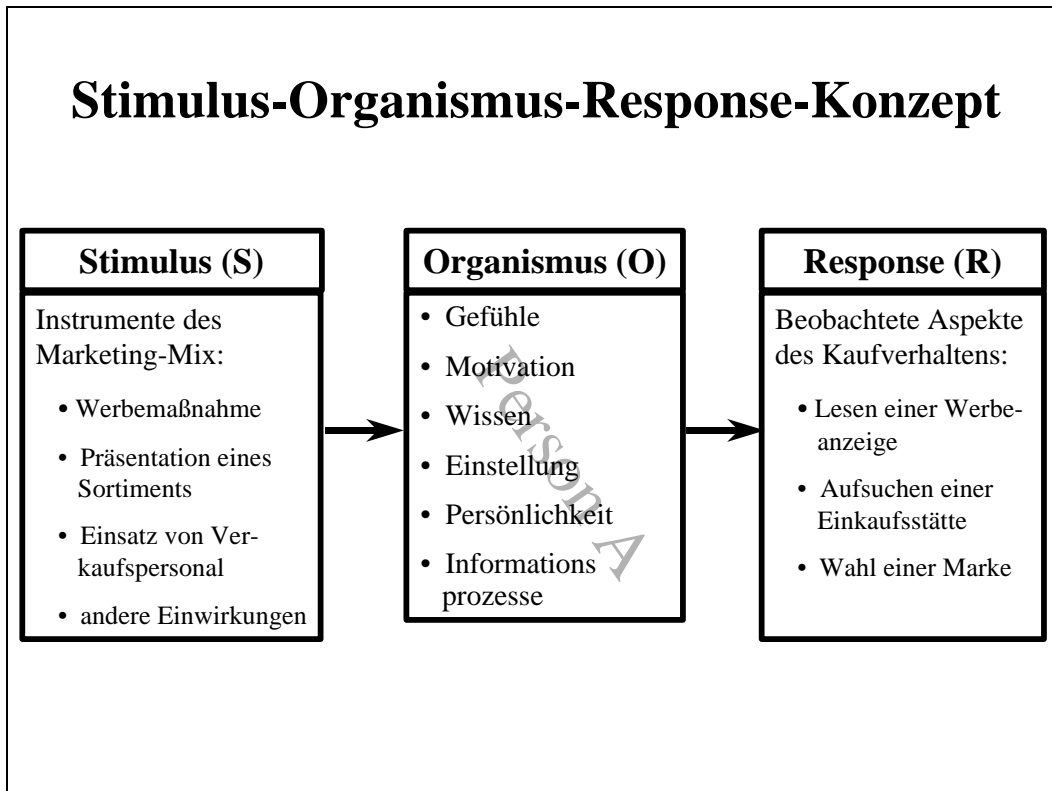 Stimulus-Organismus-Response-Konzept
Stimulus (S)
Instrumente des
Marketing-Mix:
• Werbemaßnahme
• Präsentation eines
Sortiments
• Einsatz von Ver-
kaufspersonal
• andere Einwirkungen
Organismus (O)
• Gefühle
• Motivation
• Wissen
• Einstellung
• Persönlichkeit
• Informations
prozesse
Person A
Response (R)
Beobachtete Aspekte
des Kaufverhaltens:
• Lesen einer Werbe-
anzeige
• Aufsuchen einer
Einkaufsstätte
• Wahl einer Marke